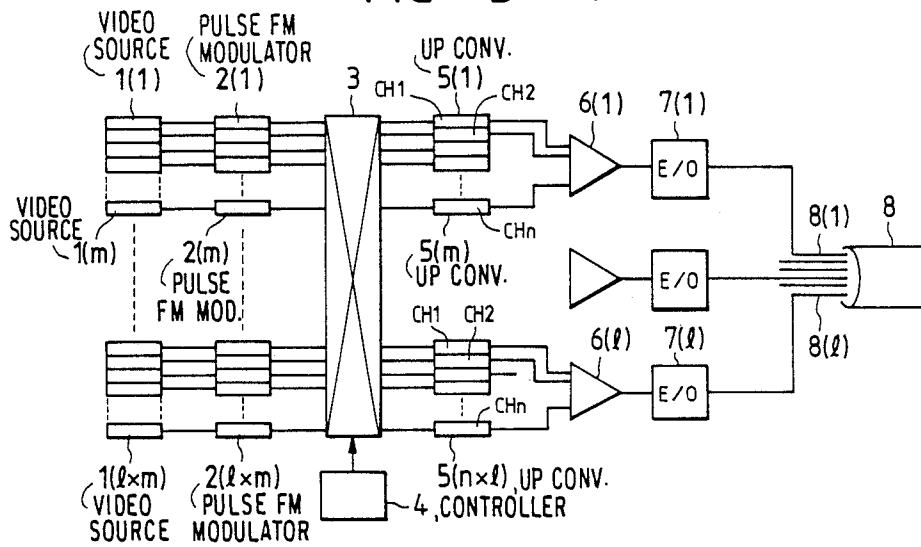 VIDEO SOURCE 1(1)
PULSE FM MODULATOR 2(1)
3
UP CONV. 5(1)
CH1
CH2
6(1)
7(1)
E/O
VIDEO SOURCE 1(m)
2(m) PULSE FM MOD.
CHn
5(m) UP CONV.
8(1)
8
E/O
8(ℓ)
CH1
CH2
6(ℓ)
7(ℓ)
E/O
CHn
1(ℓ×m) VIDEO SOURCE
2(ℓ×m) PULSE FM MODULATOR
4, CONTROLLER
5(n×ℓ), UP CONV.